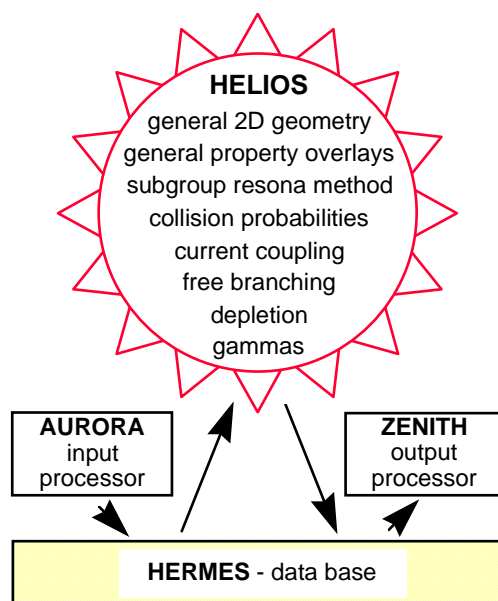 HELIOS
general 2D geometry
general property overlays
subgroup resona method
collision probabilities
current coupling
free branching
depletion
gammas
AURORA
input
processor
ZENITH
output
processor
HERMES - data base